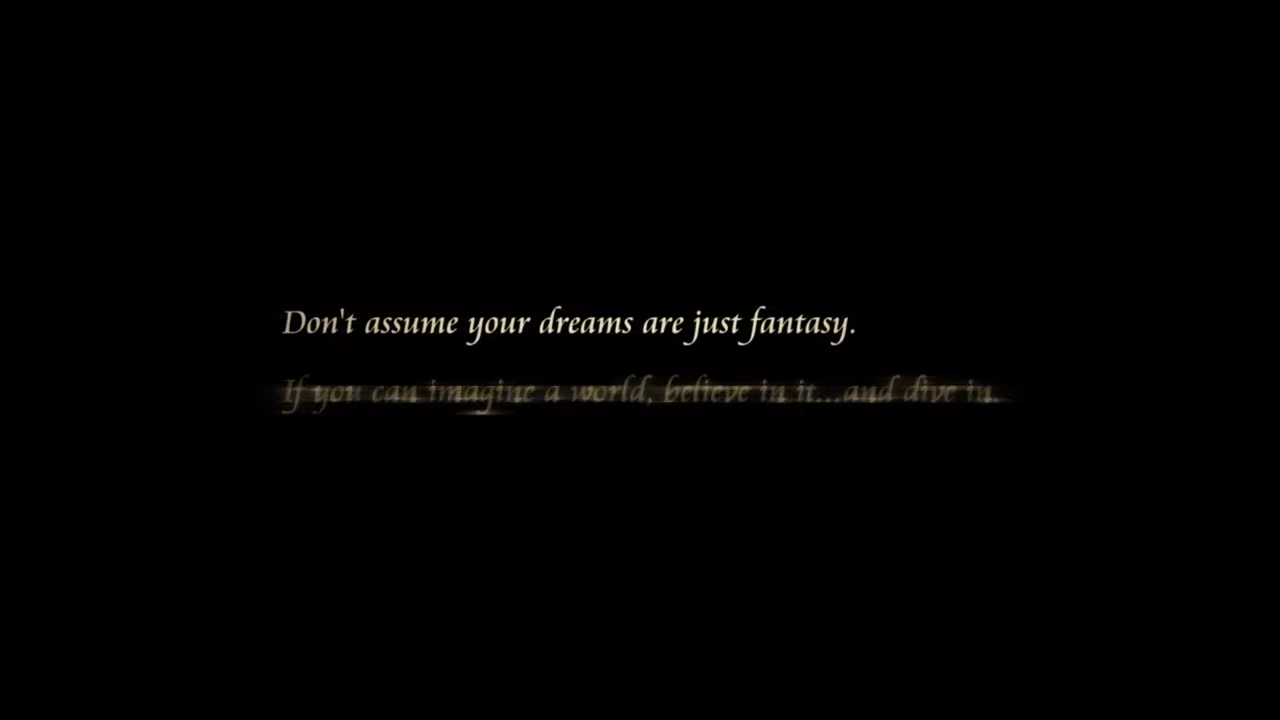 Don't assume your dreams are just fantasy.
If you can imagine a world, believe in it...and dive in.